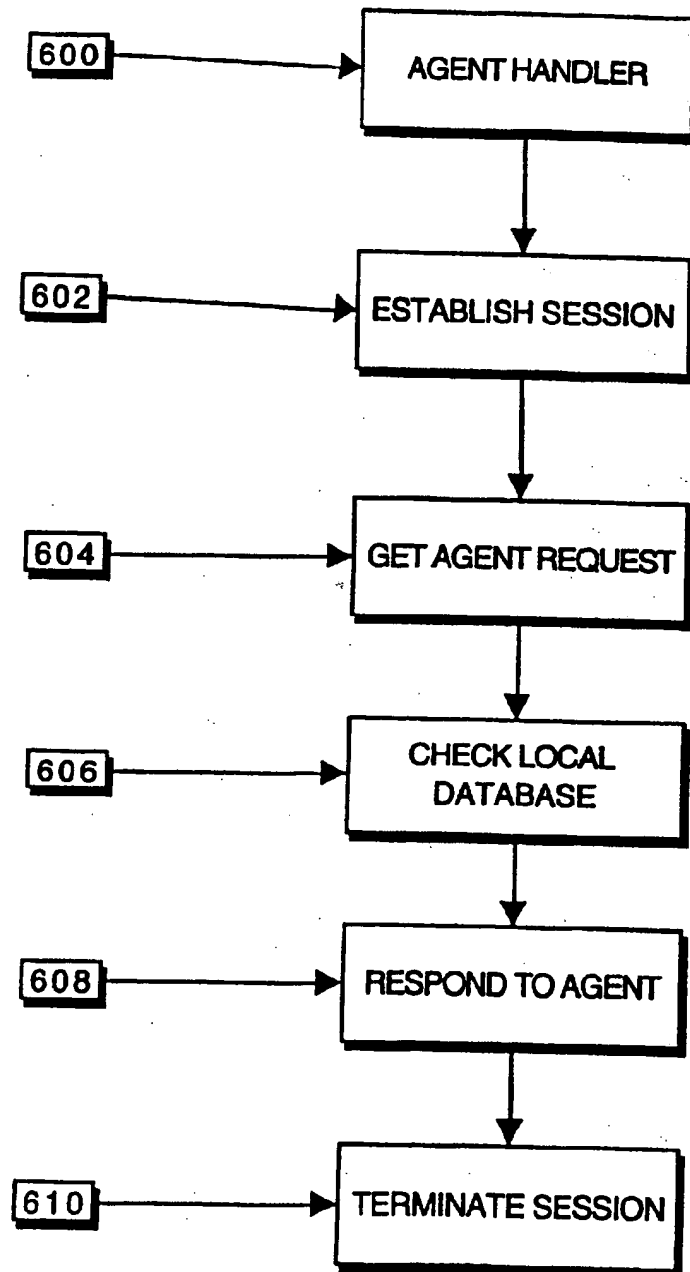 600
AGENT HANDLER
602
ESTABLISH SESSION
604
GET AGENT REQUEST
606
CHECK LOCAL
DATABASE
608
RESPOND TO AGENT
610
TERMINATE SESSION